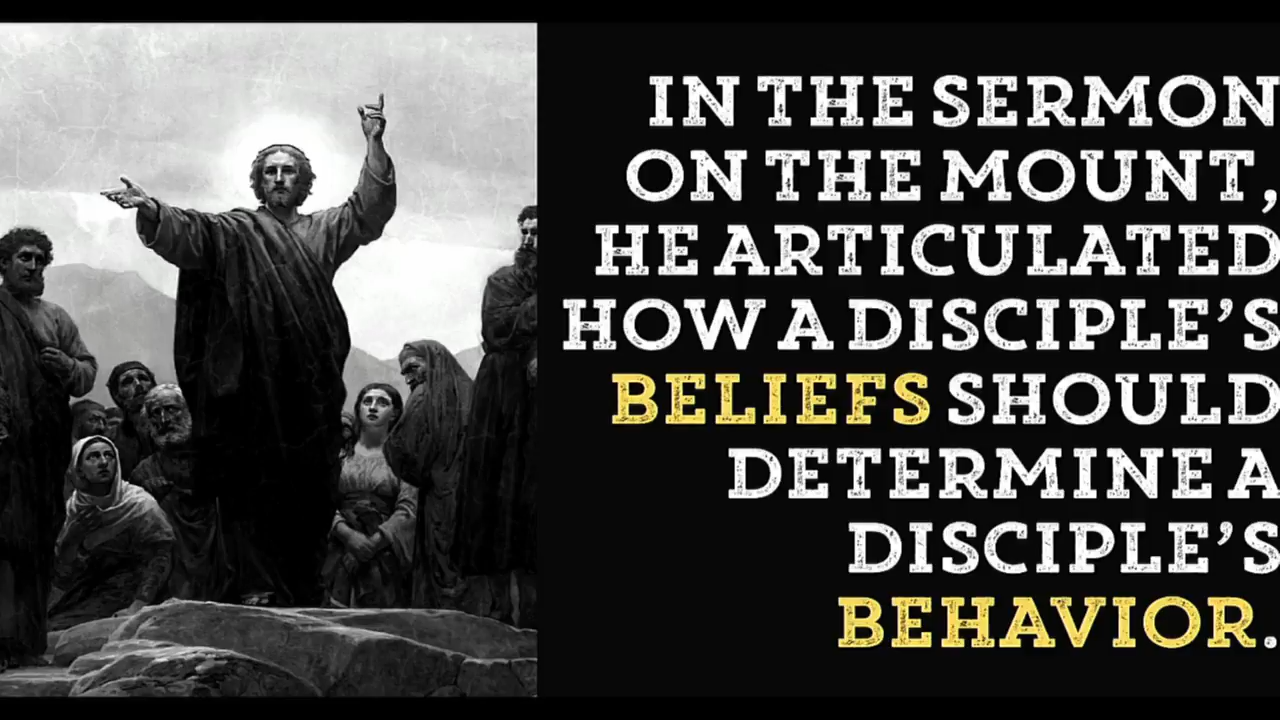 IN THE SERMON
ON THE MOUNT,
HE ARTICULATED
HOW A DISCIPLE’S
BELIEFS SHOULD
DETERMINE A
DISCIPLE’S
BEHAVIOR.